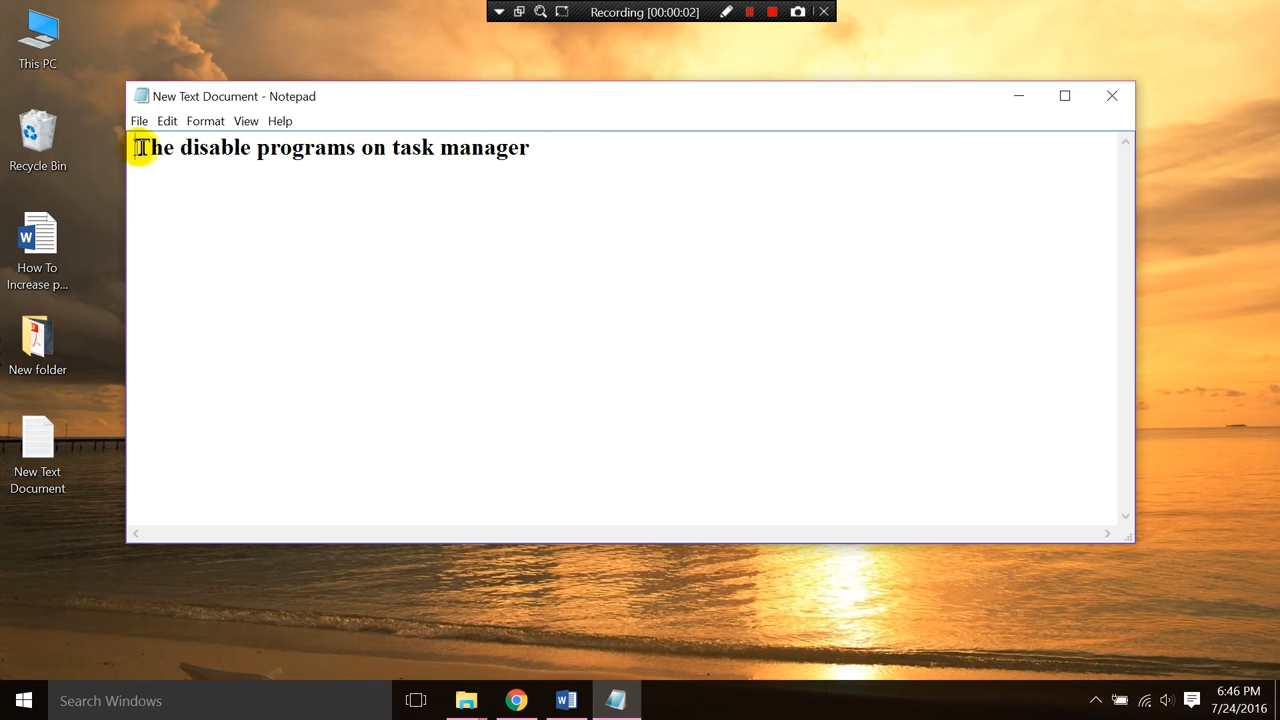 Recording [00:00:02]
This PC
Recycle Bin
How To
Increase p...
New folder
New Text
Document
New Text Document - Notepad
File Edit Format View Help
The disable programs on task manager
Search Windows
6:46 PM
7/24/2016